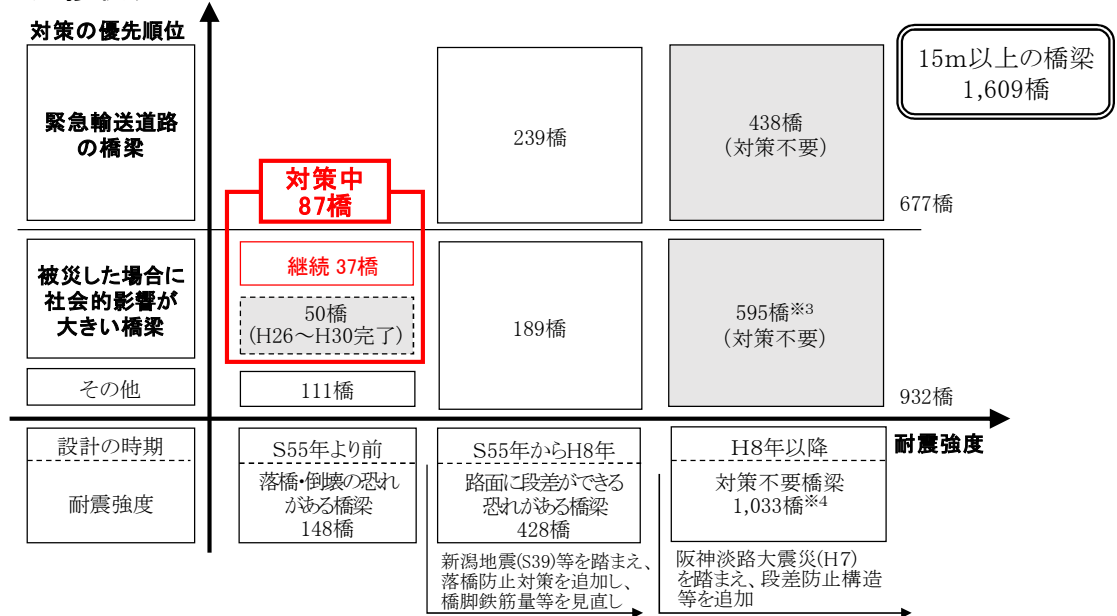 対策の優先順位
15m以上の橋梁
1,609橋
緊急輸送道路
の橋梁
239橋
438橋
(対策不要)
対策中
87橋
677橋
被災した場合に
社会的影響が
大きい橋梁
継続 37橋
50橋
(H26～H30完了)
189橋
595橋※3
(対策不要)
その他
111橋
932橋
設計の時期
S55年より前
S55年からH8年
H8年以降
耐震強度
耐震強度
落橋・倒壊の恐れ
がある橋梁
148橋
路面に段差ができる
恐れがある橋梁
428橋
対策不要橋梁
1,033橋※4
新潟地震(S39)等を踏まえ、
落橋防止対策を追加し、
橋脚鉄筋量等を見直し
阪神淡路大震災(H7)
を踏まえ、段差防止構造
等を追加